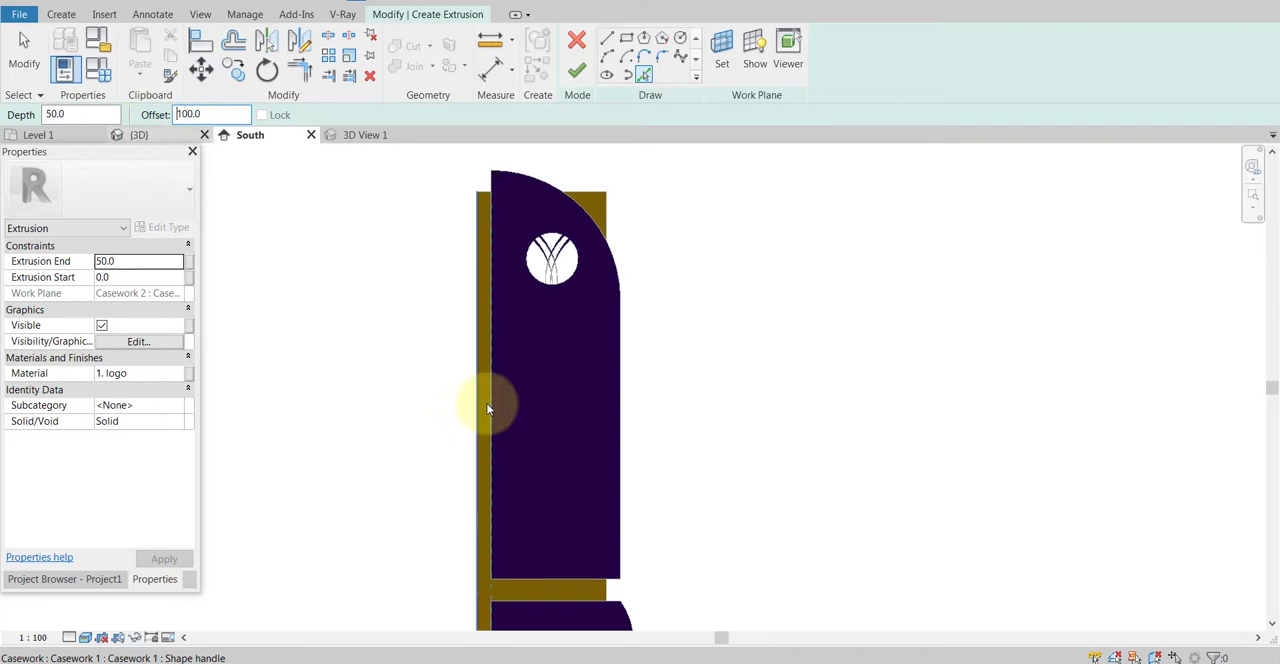 File Create Insert Annotate View Manage Add-Ins V-Ray Modify | Create Extrusion
Modify Paste Cut Join Set Show Viewer
Select Properties Clipboard Modify Geometry Measure Create Mode Draw Work Plane
Depth 50.0 Offset: 100.0 Lock
Level 1 {3D} South 3D View 1
Properties
R
Extrusion Edit Type
Constraints
Extrusion End 50.0
Extrusion Start 0.0
Work Plane Casework 2 : Case...
Graphics
Visible
Visibility/Graphic... Edit...
Materials and Finishes
Material 1. logo
Identity Data
Subcategory <None>
Solid/Void Solid
Properties help Apply
Project Browser - Project1 Properties
1 : 100
Casework : Casework 1 : Casework 1 : Shape handle :0